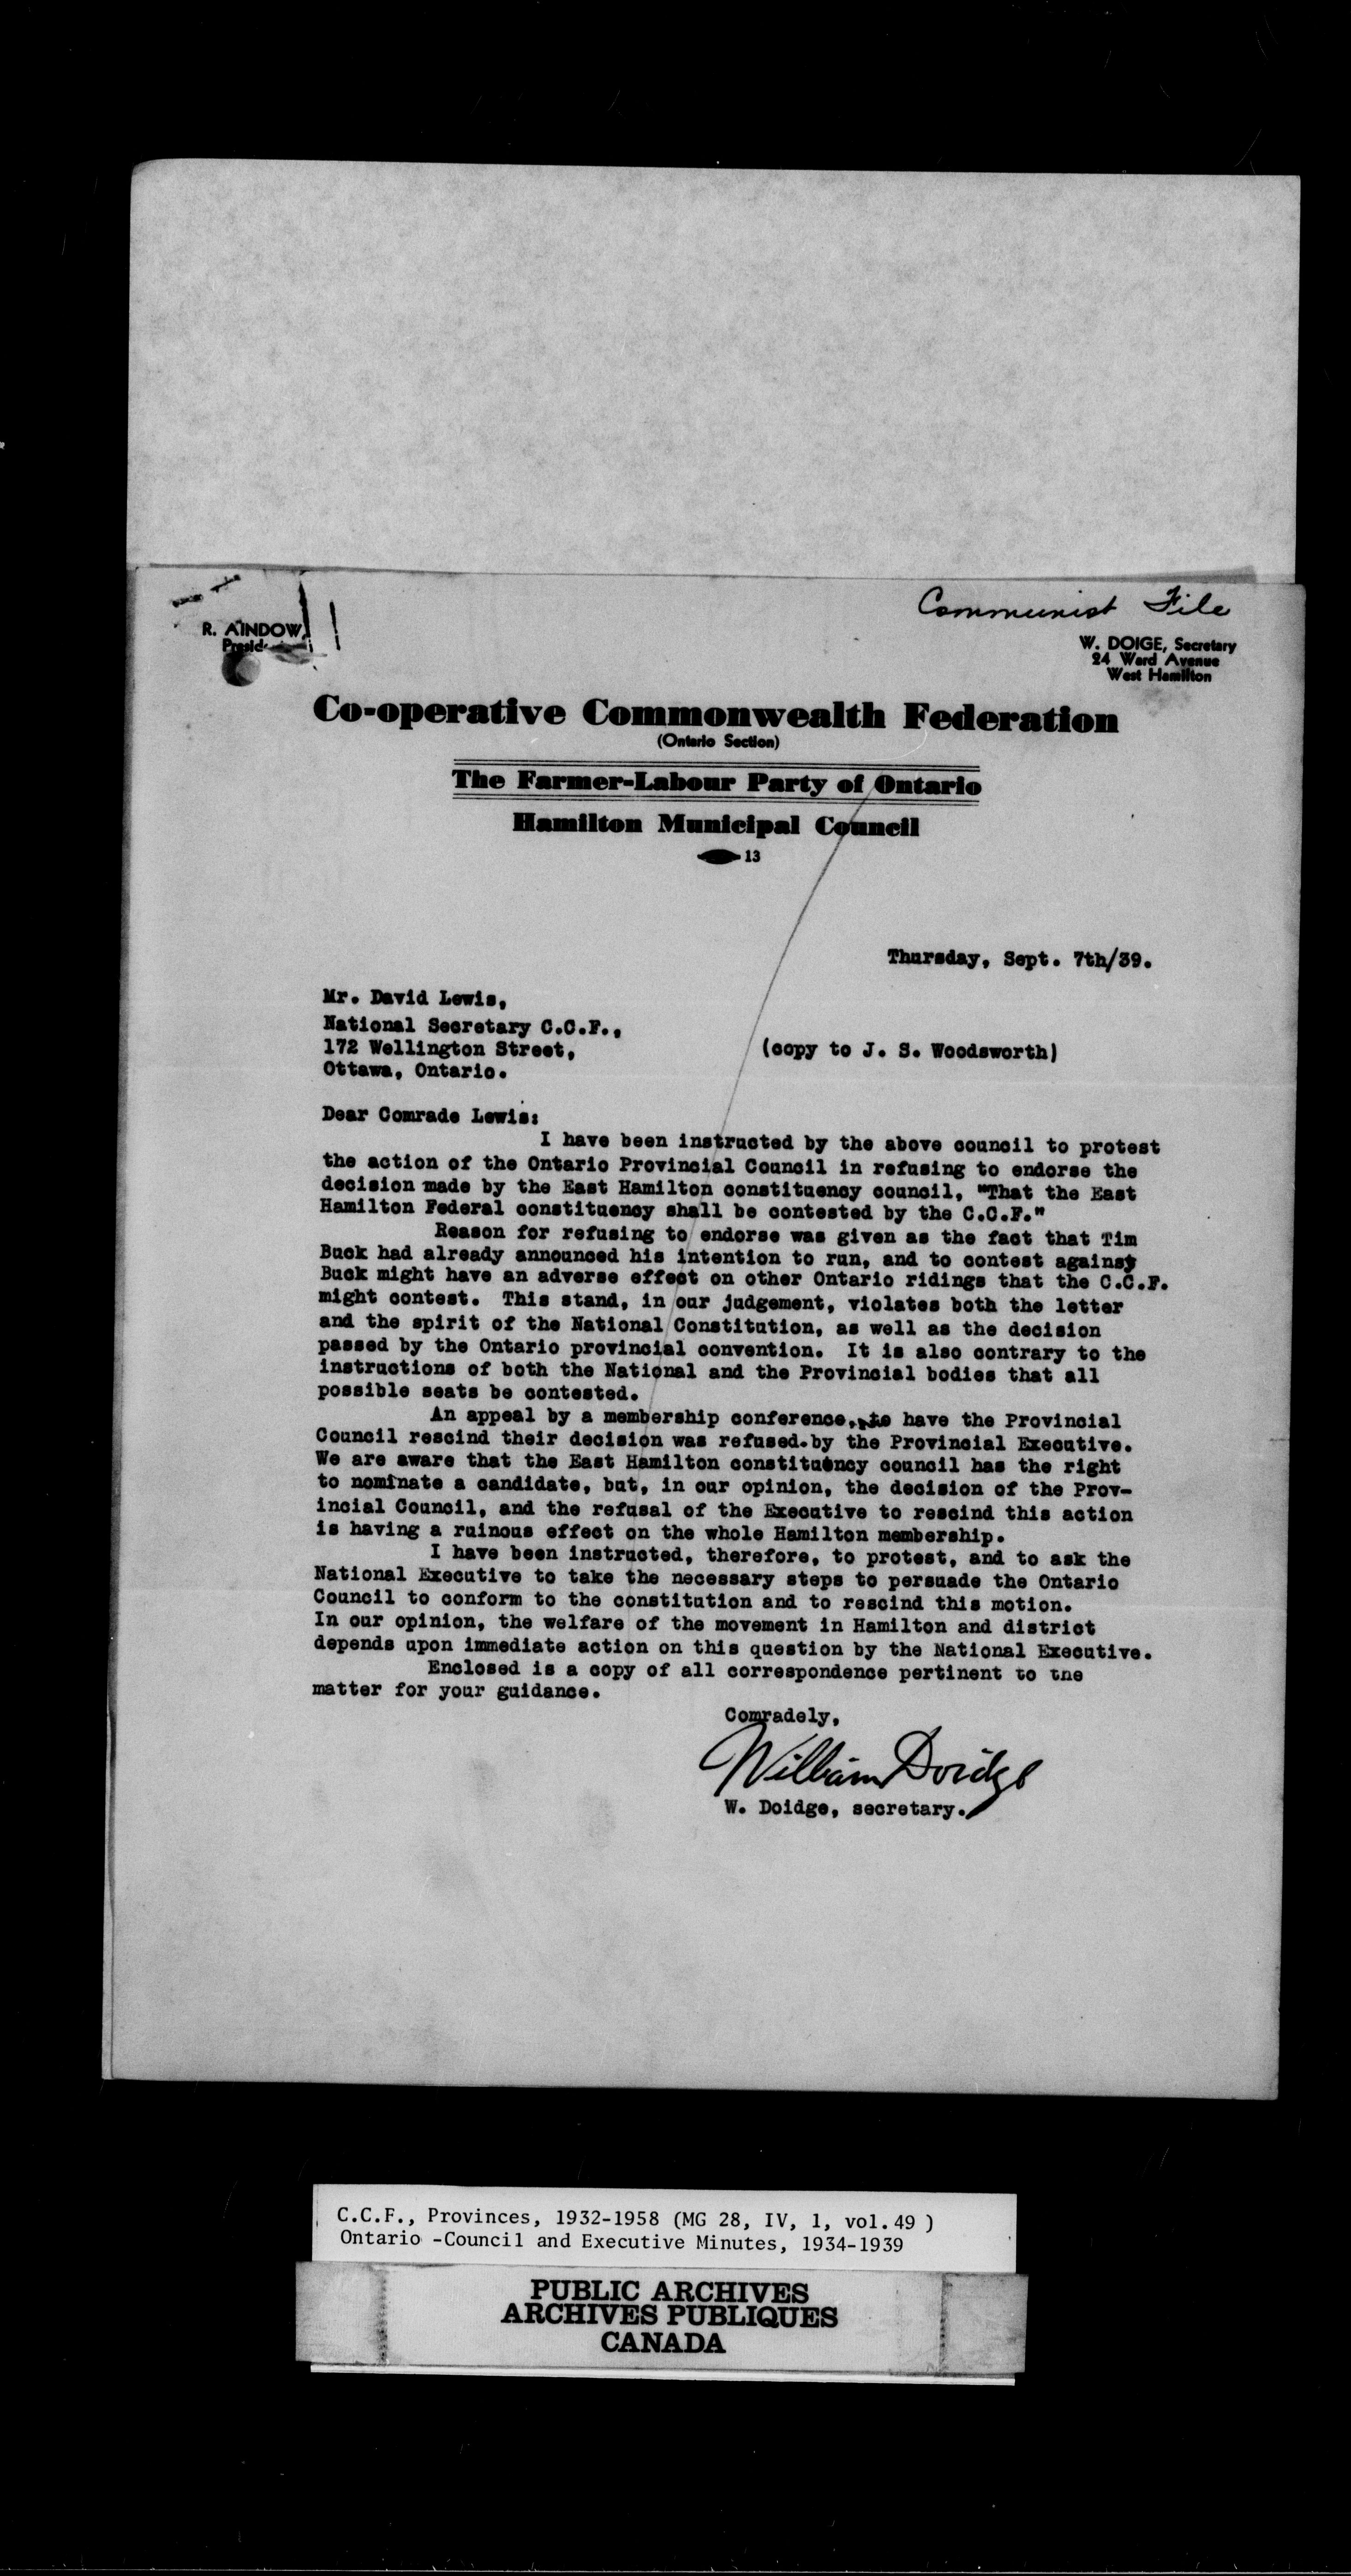 Communist File
R. AINDOW,
W. DOIGE, Secretary
24 Ward Avenue
West Hamilton
Co-operative Commonwealth Federation
(Ontario Section)
The Farmer-Labour Party of Ontario
Hamilton Municipal Council
13
Thursday, Sept. 7th/39.
Mr. David Lewis,
National Secretary C.C.F.,
172 Wellington Street, (copy to J. S. Woodsworth)
Ottawa, Ontario.
Dear Comrade Lewis:
I have been instructed by the above council to protest
the action of the Ontario Provincial Council in refusing to endorse the
decision made by the East Hamilton constituency council, "That the East
Hamilton Federal constituency shall be contested by the C.C.F."
Reason for refusing to endorse was given as the fact that Tim
Buck had already announced his intention to run, and to contest against
Buck might have an adverse effect on other Ontario ridings that the C.C.F.
might contest. This stand, in our judgement, violates both the letter
and the spirit of the National Constitution, as well as the decision
passed by the Ontario provincial convention. It is also contrary to the
instructions of both the National and the Provincial bodies that all
possible seats be contested.
An appeal by a membership conference, to have the Provincial
Council rescind their decision was refused.by the Provincial Executive.
We are aware that the East Hamilton constituency council has the right
to nominate a candidate, but, in our opinion, the decision of the Prov-
incial Council, and the refusal of the Executive to rescind this action
is having a ruinous effect on the whole Hamilton membership.
I have been instructed, therefore, to protest, and to ask the
National Executive to take the necessary steps to persuade the Ontario
Council to conform to the constitution and to rescind this motion.
In our opinion, the welfare of the movement in Hamilton and district
depends upon immediate action on this question by the National Executive.
Enclosed is a copy of all correspondence pertinent to the
matter for your guidance.
Comradely,
William Doidge
W. Doidge, secretary.
C.C.F., Provinces, 1932-1958 (MG 28, IV, 1, vol.49 )
Ontario -Council and Executive Minutes, 1934-1939
PUBLIC ARCHIVES
ARCHIVES PUBLIQUES
CANADA